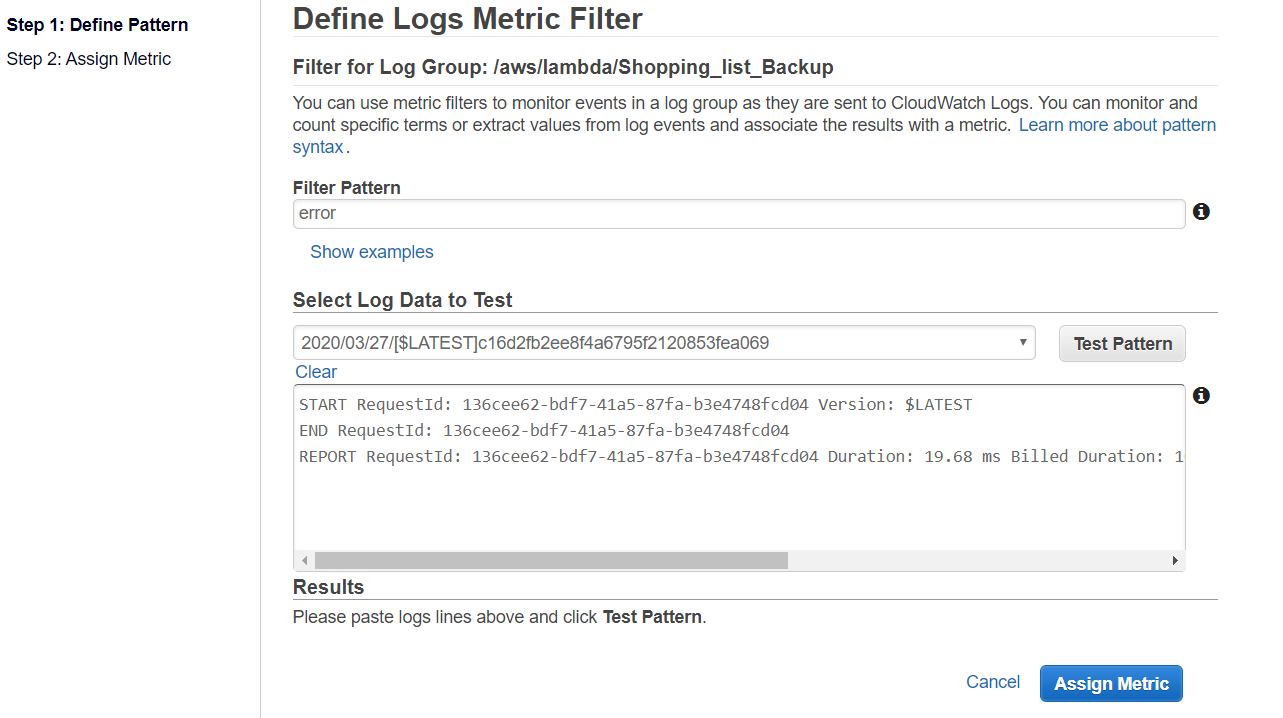 Step 1: Define Pattern
Step 2: Assign Metric
Define Logs Metric Filter
Filter for Log Group: /aws/lambda/Shopping_list_Backup
You can use metric filters to monitor events in a log group as they are sent to CloudWatch Logs. You can monitor and
count specific terms or extract values from log events and associate the results with a metric. Learn more about pattern
syntax.
Filter Pattern
error
Show examples
Select Log Data to Test
2020/03/27/[$LATEST]c16d2fb2ee8f4a6795f2120853fea069
Test Pattern
Clear
START RequestId: 136cee62-bdf7-41a5-87fa-b3e4748fcd04 Version: $LATEST
END RequestId: 136cee62-bdf7-41a5-87fa-b3e4748fcd04
REPORT RequestId: 136cee62-bdf7-41a5-87fa-b3e4748fcd04 Duration: 19.68 ms Billed Duration:
Results
Please paste logs lines above and click Test Pattern.
Cancel
Assign Metric